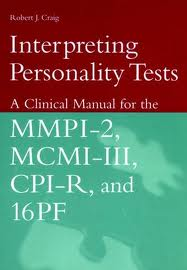 Robert J. Craig
Interpreting
Personality Tests
A Clinical Manual for the
MMPI-2,
MCMI-III,
CPI-R, and
16PF